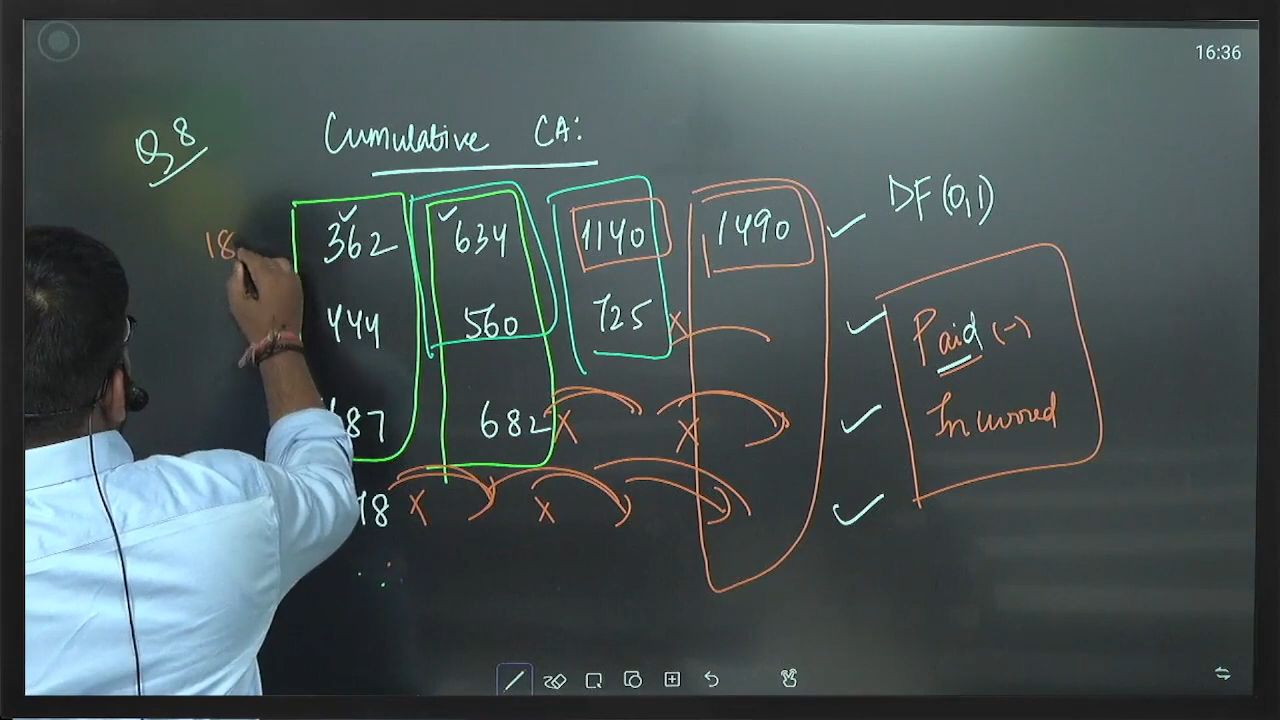 16:36
Q8
Cumulative CA:
18
362 634 1140 1490
DF(0,1)
444 560 725 x
Paid (-)
Incurred
87 682 x x
18 x x